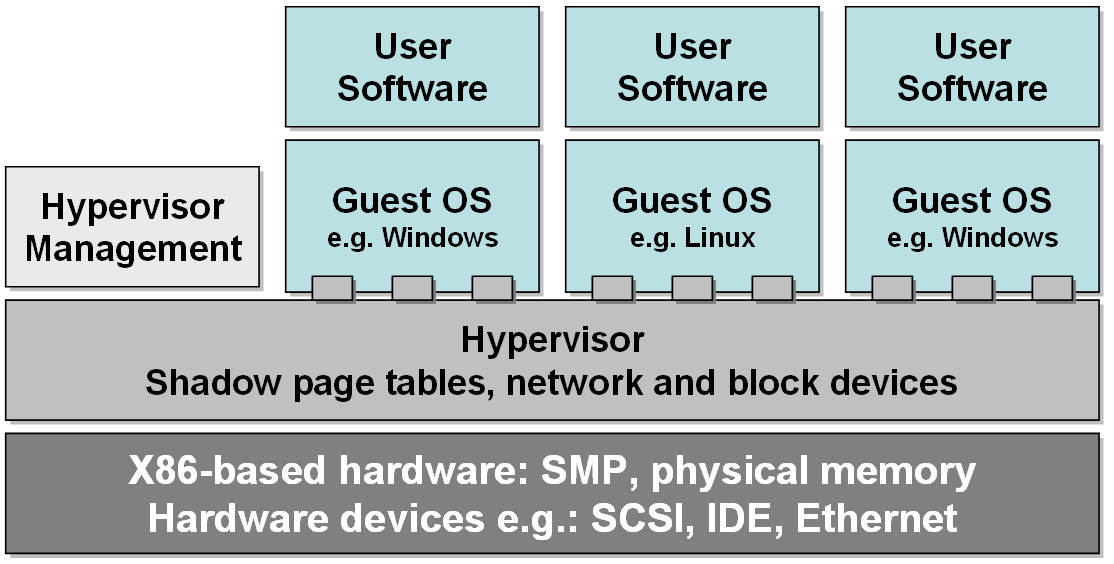 User
Software
User
Software
User
Software
Hypervisor
Management
Guest OS
e.g. Windows
Guest OS
e.g. Linux
Guest OS
e.g. Windows
Hypervisor
Shadow page tables, network and block devices
X86-based hardware: SMP, physical memory
Hardware devices e.g.: SCSI, IDE, Ethernet